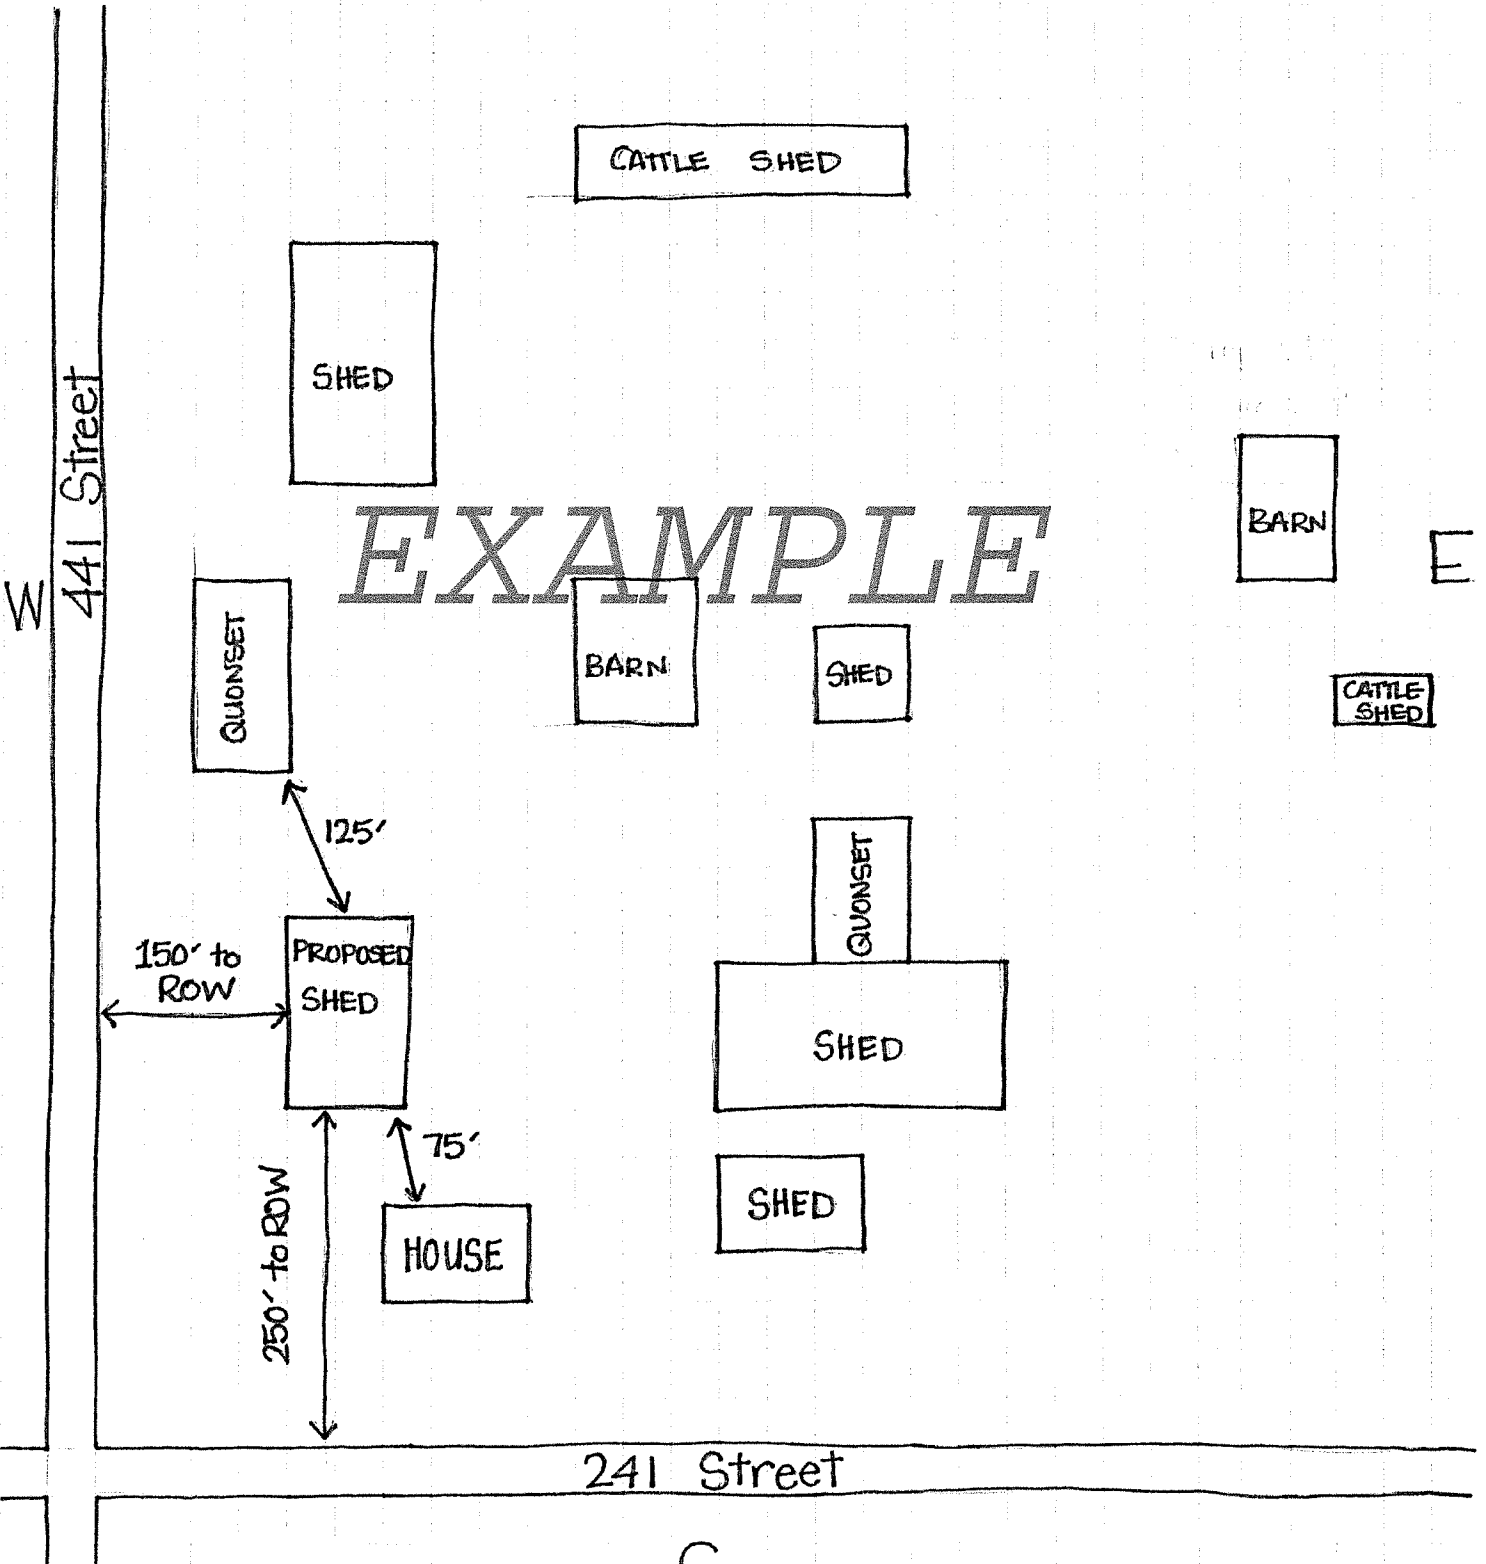 CATTLE SHED
SHED
441 Street
EXAMPLE
BARN
E
W
QUONSET
BARN
SHED
CATTLE
SHED
125'
QUONSET
150' to
ROW
PROPOSED
SHED
SHED
75'
250' to ROW
SHED
HOUSE
241 Street